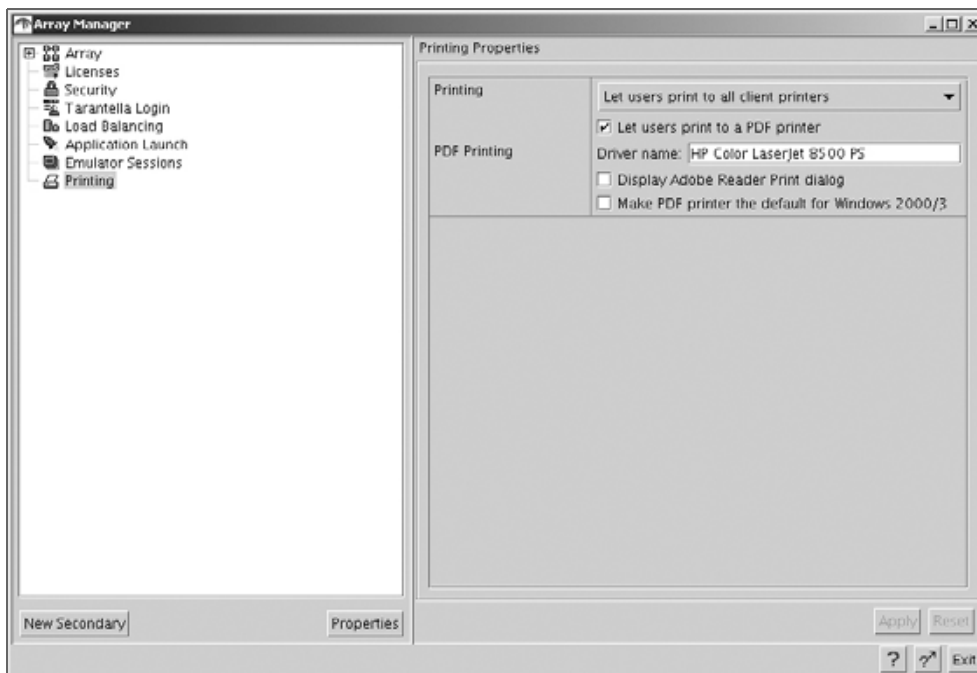 Array Manager
Array
Licenses
Security
Tarantella Login
Load Balancing
Application Launch
Emulator Sessions
Printing
New Secondary
Properties
Printing Properties
Printing
Let users print to all client printers
Let users print to a PDF printer
PDF Printing
Driver name: HP Color LaserJet 8500 PS
Display Adobe Reader Print dialog
Make PDF printer the default for Windows 2000/3
Apply
Reset
?
?
Exit